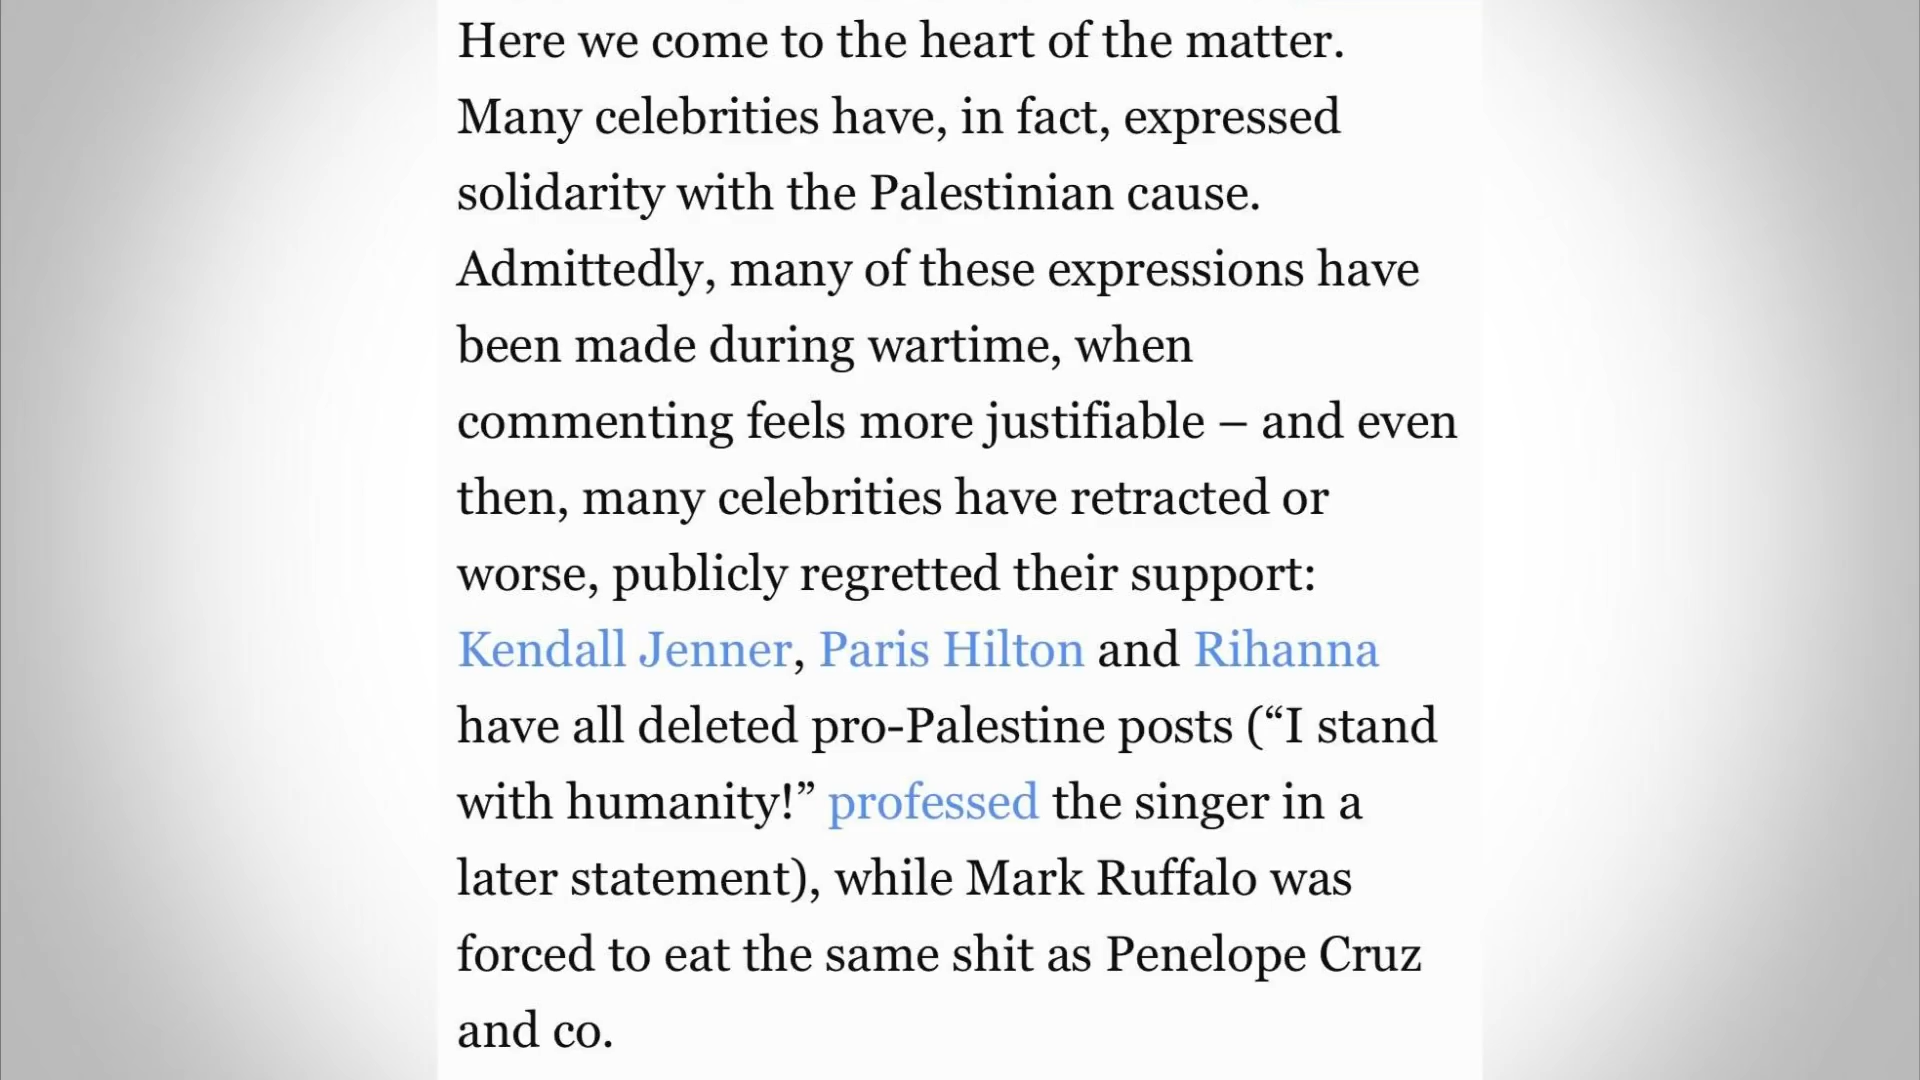 Here we come to the heart of the matter.
Many celebrities have, in fact, expressed
solidarity with the Palestinian cause.
Admittedly, many of these expressions have
been made during wartime, when
commenting feels more justifiable – and even
then, many celebrities have retracted or
worse, publicly regretted their support:
Kendall Jenner, Paris Hilton and Rihanna
have all deleted pro-Palestine posts (“I stand
with humanity!” professed the singer in a
later statement), while Mark Ruffalo was
forced to eat the same shit as Penelope Cruz
and co.